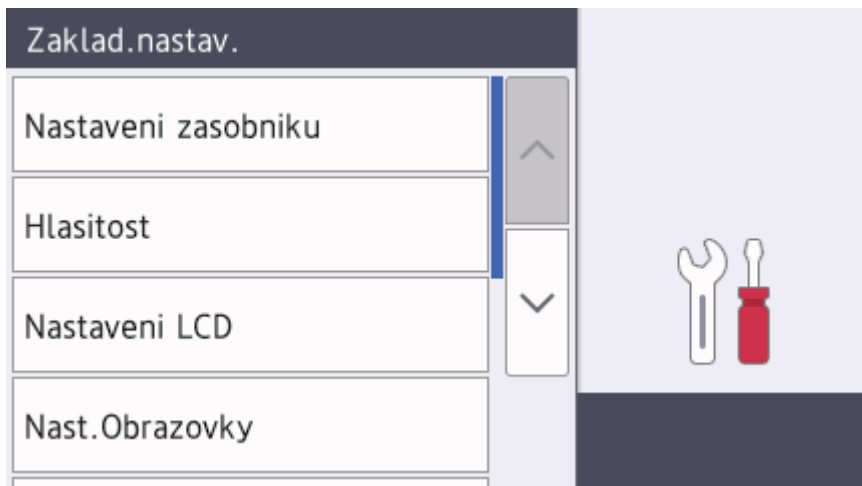 Zaklad.nastav.
Nastaveni zasobniku
Hlasitost
Nastaveni LCD
Nast.Obrazovky